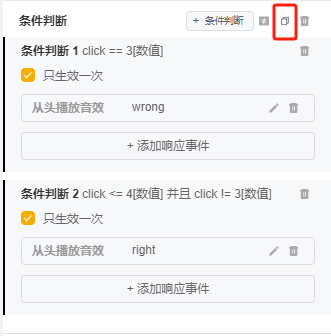 条件判断 + 条件判断
条件判断 1 click == 3[数值]
只生效一次
从头播放音效 wrong
+ 添加响应事件
条件判断 2 click <= 4[数值] 并且 click != 3[数值]
只生效一次
从头播放音效 right
+ 添加响应事件